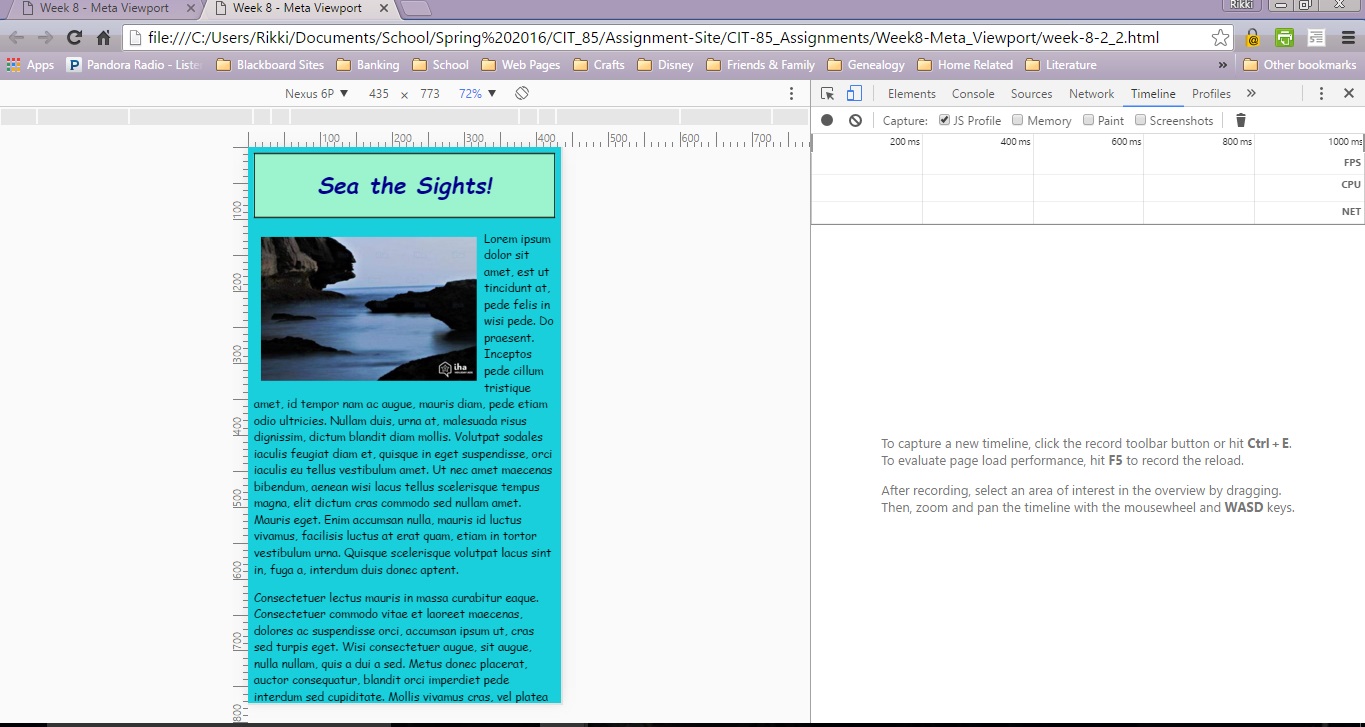 Week 8 - Meta Viewport
Week 8 - Meta Viewport
Rikki
file:///C:/Users/Rikki/Documents/School/Spring%202016/CIT_85/Assignment-Site/CIT-85_Assignments/Week8-Meta_Viewport/week-8-2_2.html
Apps P Pandora Radio - Liste Blackboard Sites Banking School Web Pages Crafts Disney Friends & Family Genealogy Home Related Literature » Other bookmarks
Nexus 6P ▼ 435 × 773 72% ▼
100 200 300 400 500 600 700
100
200
300
400
500
600
700
800
Sea the Sights!
iha
Lorem ipsum
dolor sit
amet, est ut
tincidunt at,
pede felis in
wisi pede. Do
praesent.
Inceptos
pede cillum
tristique
amet, id tempor nam ac augue, mauris diam, pede etiam
odio ultricies. Nullam duis, urna at, malesuada risus
dignissim, dictum blandit diam mollis. Volutpat sodales
iaculis feugiat diam et, quisque in eget suspendisse, orci
iaculis eu tellus vestibulum amet. Ut nec amet maecenas
bibendum, aenean wisi lacus tellus scelerisque tempus
magna, elit dictum cras commodo sed nullam amet.
Mauris eget. Enim accumsan nulla, mauris id luctus
vivamus, facilisis luctus at erat quam, etiam in tortor
vestibulum urna. Quisque scelerisque volutpat lacus sint
in, fuga a, interdum duis donec aptent.
Consectetuer lectus mauris in massa curabitur eaque.
Consectetuer commodo vitae et laoreet maecenas,
dolores ac suspendisse orci, accumsan ipsum ut, cras
sed turpis eget. Wisi consectetuer augue, sit augue,
nulla nullam, quis a dui a sed. Metus donec placerat,
auctor consequatur, blandit orci imperdiet pede
interdum sed cupiditate. Mollis vivamus cras, vel platea
Elements Console Sources Network Timeline Profiles »
Capture: JS Profile Memory Paint Screenshots
200 ms 400 ms 600 ms 800 ms 1000 ms
FPS
CPU
NET
To capture a new timeline, click the record toolbar button or hit Ctrl + E.
To evaluate page load performance, hit F5 to record the reload.
After recording, select an area of interest in the overview by dragging.
Then, zoom and pan the timeline with the mousewheel and WASD keys.